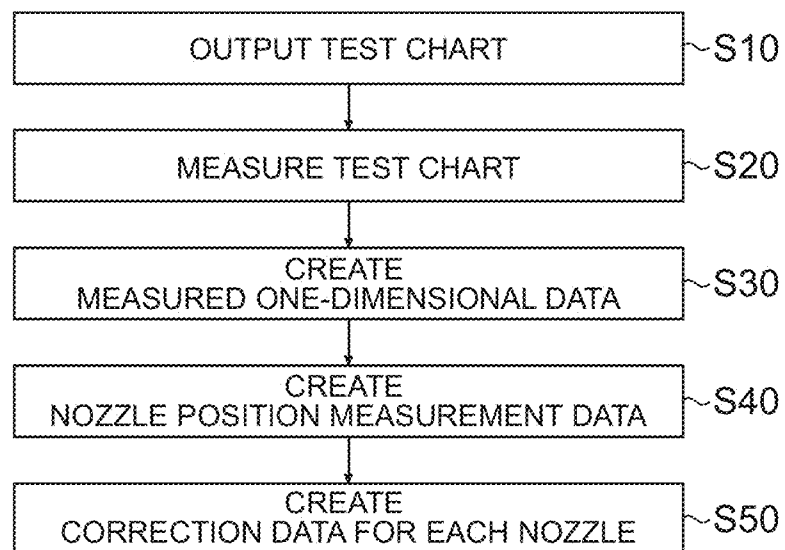 OUTPUT TEST CHART
S10
MEASURE TEST CHART
S20
CREATE
MEASURED ONE-DIMENSIONAL DATA
S30
CREATE
NOZZLE POSITION MEASUREMENT DATA
S40
CREATE
CORRECTION DATA FOR EACH NOZZLE
S50